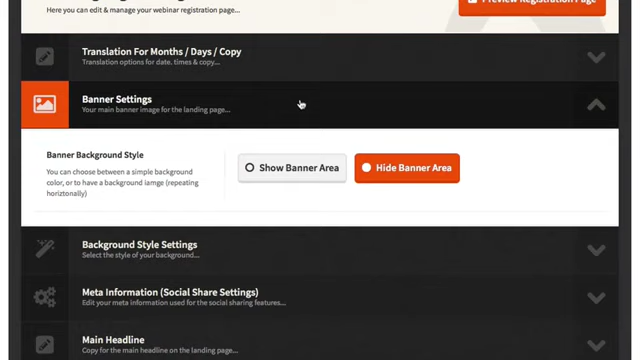 Here you can edit & manage your webinar registration page...
Preview Registration Page
Translation For Months / Days / Copy
Translation options for date, times & copy...
Banner Settings
Your main banner image for the landing page...
Banner Background Style
You can choose between a simple background
color, or to have a background iamge (repeating
horiztonally)
Show Banner Area
Hide Banner Area
Background Style Settings
Select the style of your background...
Meta Information (Social Share Settings)
Edit your meta information used for the social sharing features...
Main Headline
Copy for the main headline on the landing page...